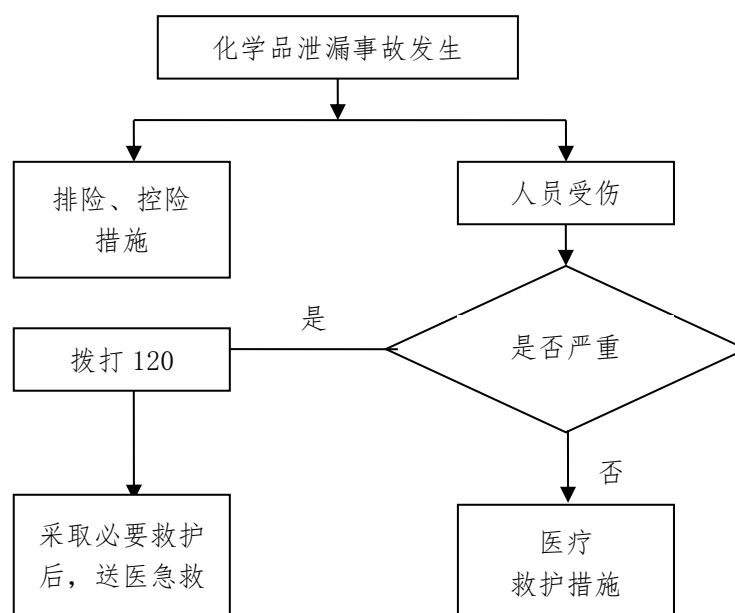 化学品泄漏事故发生
排险、控险
措施
人员受伤
是
是否严重
拨打 120
否
采取必要救护
后，送医急救
医疗
救护措施